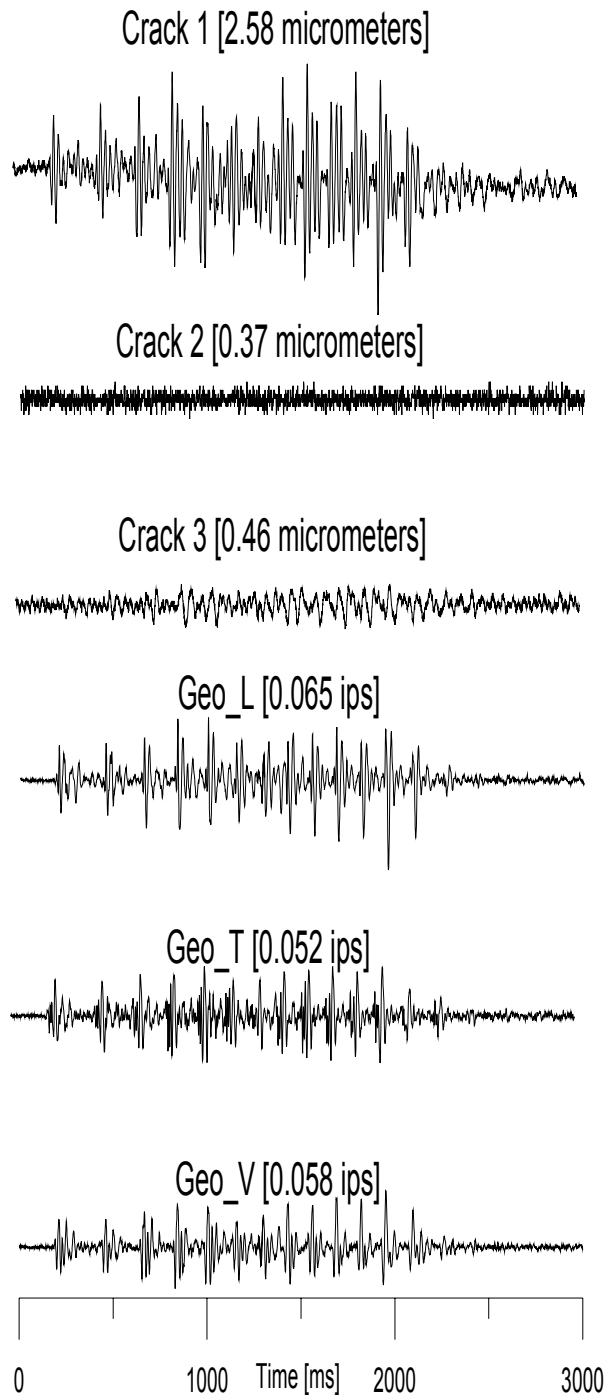 Crack 1 [2.58 micrometers]
Crack 2 [0.37 micrometers]
Crack 3 [0.46 micrometers]
Geo_L [0.065 ips]
Geo_T [0.052 ips]
Geo_V [0.058 ips]
0 1000 Time [ms] 2000 3000